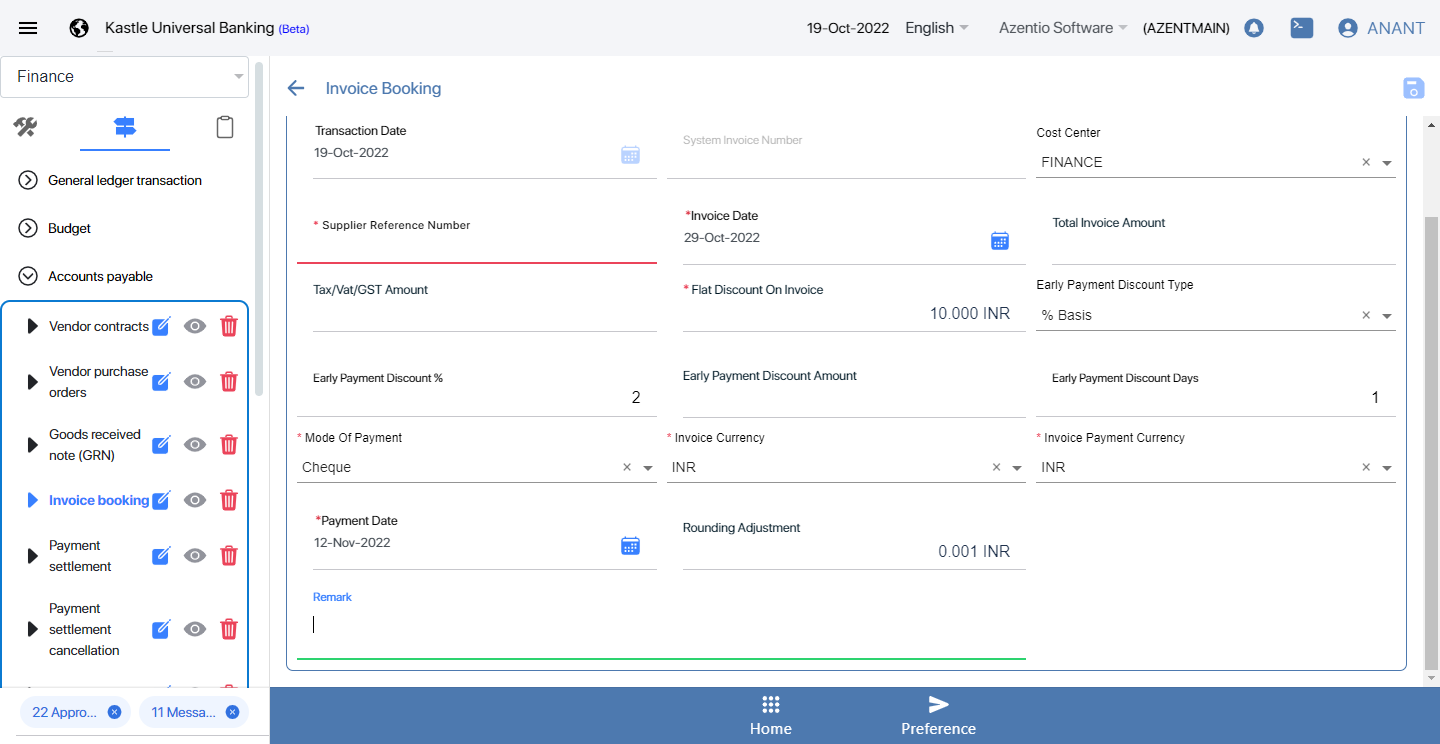 Kastle Universal Banking (Beta)
19-Oct-2022
English
Azentio Software
(AZENTMAIN)
ANANT
Finance
General ledger transaction
Budget
Accounts payable
Vendor contracts
Vendor purchase
orders
Goods received
note (GRN)
Invoice booking
Payment
settlement
Payment
settlement
cancellation
22 Appro...
11 Messa...
Invoice Booking
Transaction Date
19-Oct-2022
System Invoice Number
Cost Center
FINANCE
* Supplier Reference Number
*Invoice Date
29-Oct-2022
Total Invoice Amount
Tax/Vat/GST Amount
* Flat Discount On Invoice
10.000 INR
Early Payment Discount Type
% Basis
Early Payment Discount %
2
Early Payment Discount Amount
Early Payment Discount Days
1
* Mode Of Payment
Cheque
* Invoice Currency
INR
* Invoice Payment Currency
INR
*Payment Date
12-Nov-2022
Rounding Adjustment
0.001 INR
Remark
Home
Preference